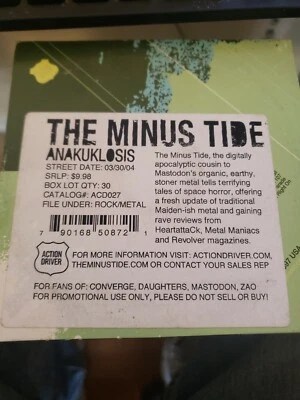 THE MINUS TIDE
ANAKUKLOSIS
STREET DATE: 03/30/04
SRLP: $9.98
BOX LOT QTY: 30
CATALOG#: ACD027
FILE UNDER: ROCK/METAL
The Minus Tide, the digitally
apocalyptic cousin to
Mastodon's organic, earthy,
stoner metal tells terrifying
tales of space horror, offering
a fresh update of traditional
Maiden-ish metal and gaining
rave reviews from
HeartattaCk, Metal Maniacs
and Revolver magazines.
7 90168 50872 1
ACTION
DRIVER
FOR MORE INFORMATION VISIT: ACTIONDRIVER.COM,
THEMINUSTIDE.COM OR CONTACT YOUR SALES REP
FOR FANS OF: CONVERGE, DAUGHTERS, MASTODON, ZAO
FOR PROMOTIONAL USE ONLY, PLEASE DO NOT SELL OR BUY!